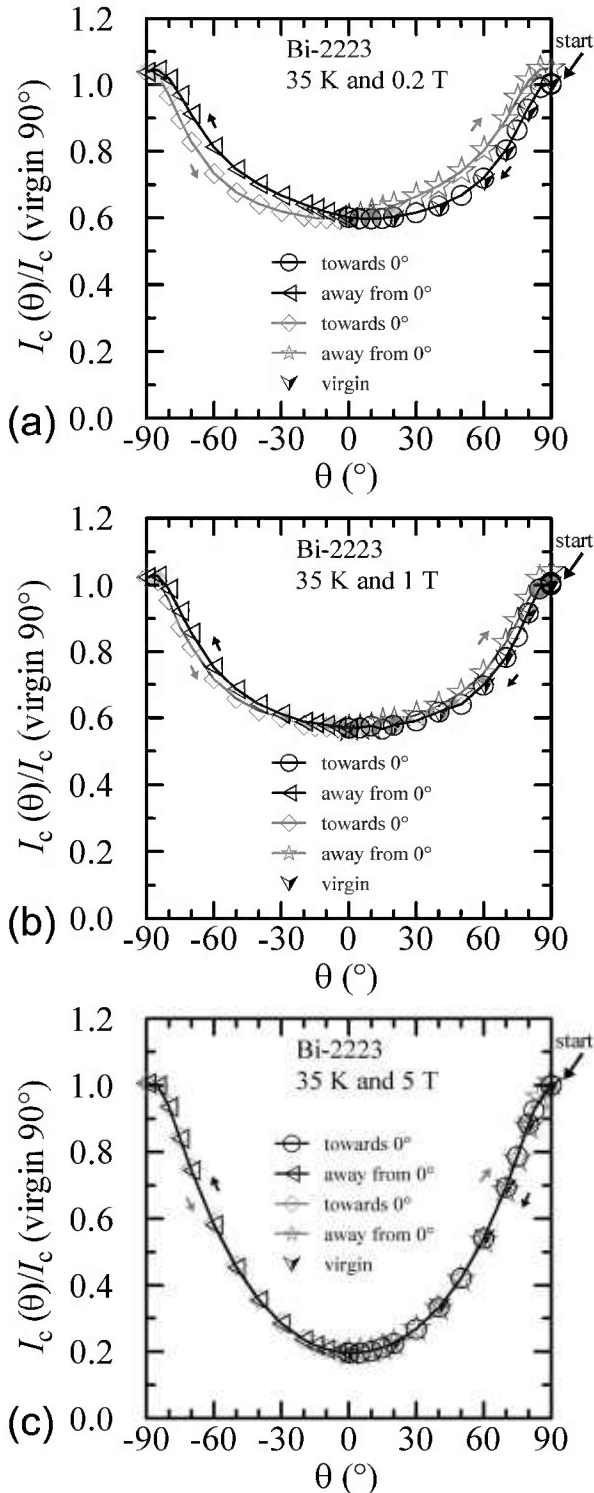 1.2
Bi-2223
start
35 K and 0.2 T
1.0
0.8
0.6
0.4
0.2
0.0
I_c (θ)/I_c (virgin 90°)
towards 0°
away from 0°
towards 0°
away from 0°
virgin
(a)
-90 -60 -30 0 30 60 90
θ (°)
1.2
Bi-2223
start
35 K and 1 T
1.0
0.8
0.6
0.4
0.2
0.0
I_c (θ)/I_c (virgin 90°)
towards 0°
away from 0°
towards 0°
away from 0°
virgin
(b)
-90 -60 -30 0 30 60 90
θ (°)
1.2
Bi-2223
start
35 K and 5 T
1.0
0.8
0.6
0.4
0.2
0.0
I_c (θ)/I_c (virgin 90°)
towards 0°
away from 0°
towards 0°
away from 0°
virgin
(c)
-90 -60 -30 0 30 60 90
θ (°)